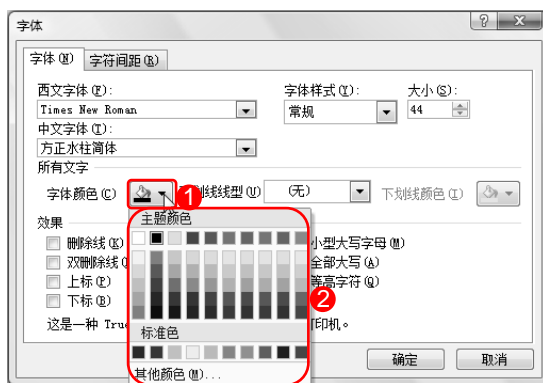 字体
字体(N) 字符间距(R)
西文字体(F): 字体样式(Y): 大小(S):
Times New Roman 常规 44
中文字体(T):
方正水柱简体
所有文字
字体颜色(C) 1 划线线型(U) (无) 下划线颜色(I)
效果 主题颜色
删除线(K) 小型大写字母(M)
双删除线( 全部大写(A)
上标(P) 等高字符(Q)
下标(B) 2
这是一种 True 打印机。
标准色
确定 取消
其他颜色(M)...